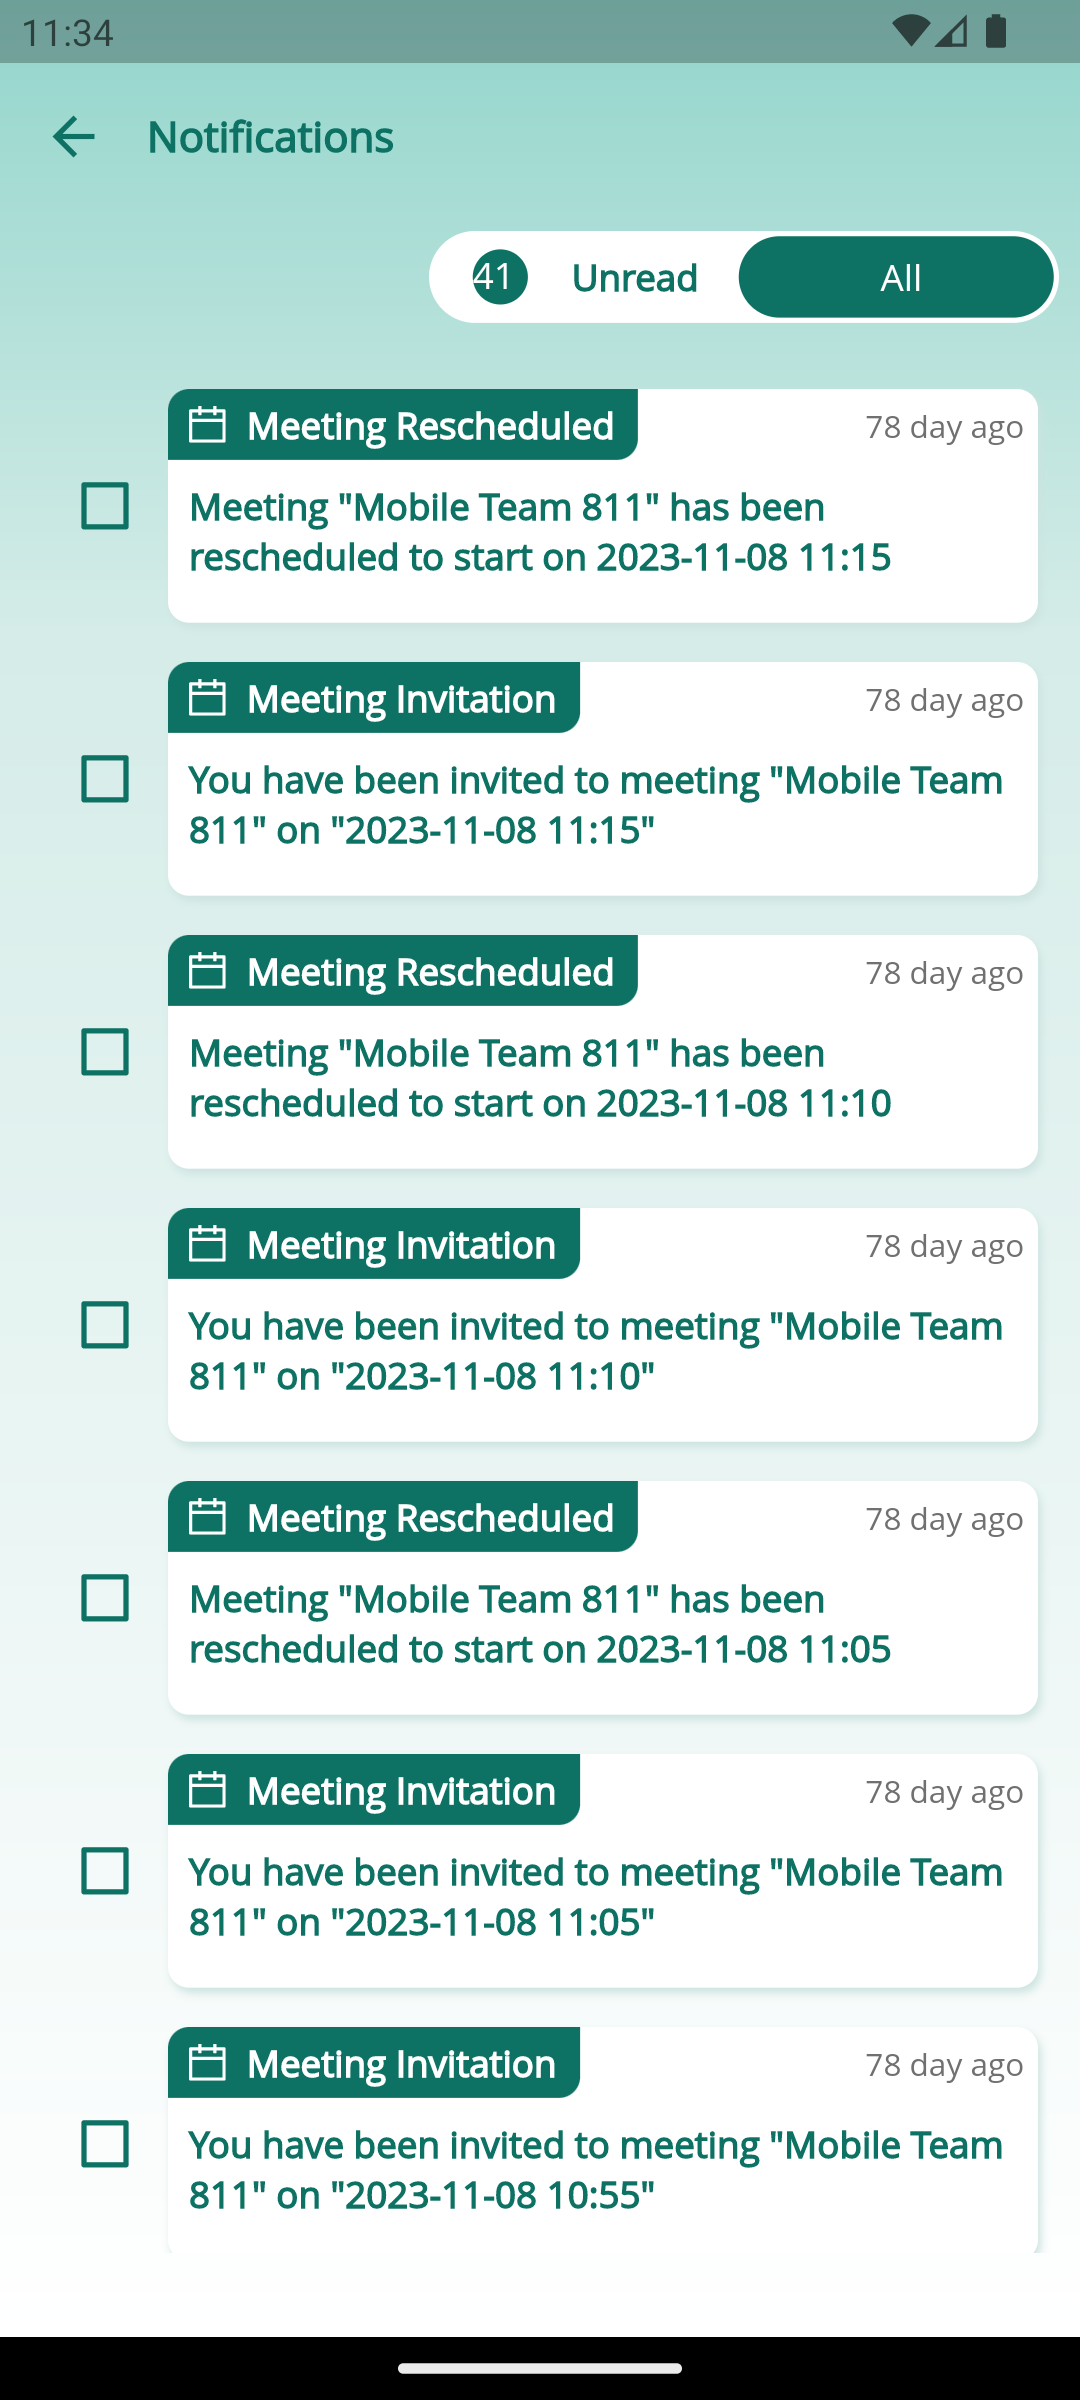 11:34
Notifications
41 Unread All
Meeting Rescheduled 78 day ago
Meeting "Mobile Team 811" has been
rescheduled to start on 2023-11-08 11:15
Meeting Invitation 78 day ago
You have been invited to meeting "Mobile Team
811" on "2023-11-08 11:15"
Meeting Rescheduled 78 day ago
Meeting "Mobile Team 811" has been
rescheduled to start on 2023-11-08 11:10
Meeting Invitation 78 day ago
You have been invited to meeting "Mobile Team
811" on "2023-11-08 11:10"
Meeting Rescheduled 78 day ago
Meeting "Mobile Team 811" has been
rescheduled to start on 2023-11-08 11:05
Meeting Invitation 78 day ago
You have been invited to meeting "Mobile Team
811" on "2023-11-08 11:05"
Meeting Invitation 78 day ago
You have been invited to meeting "Mobile Team
811" on "2023-11-08 10:55"